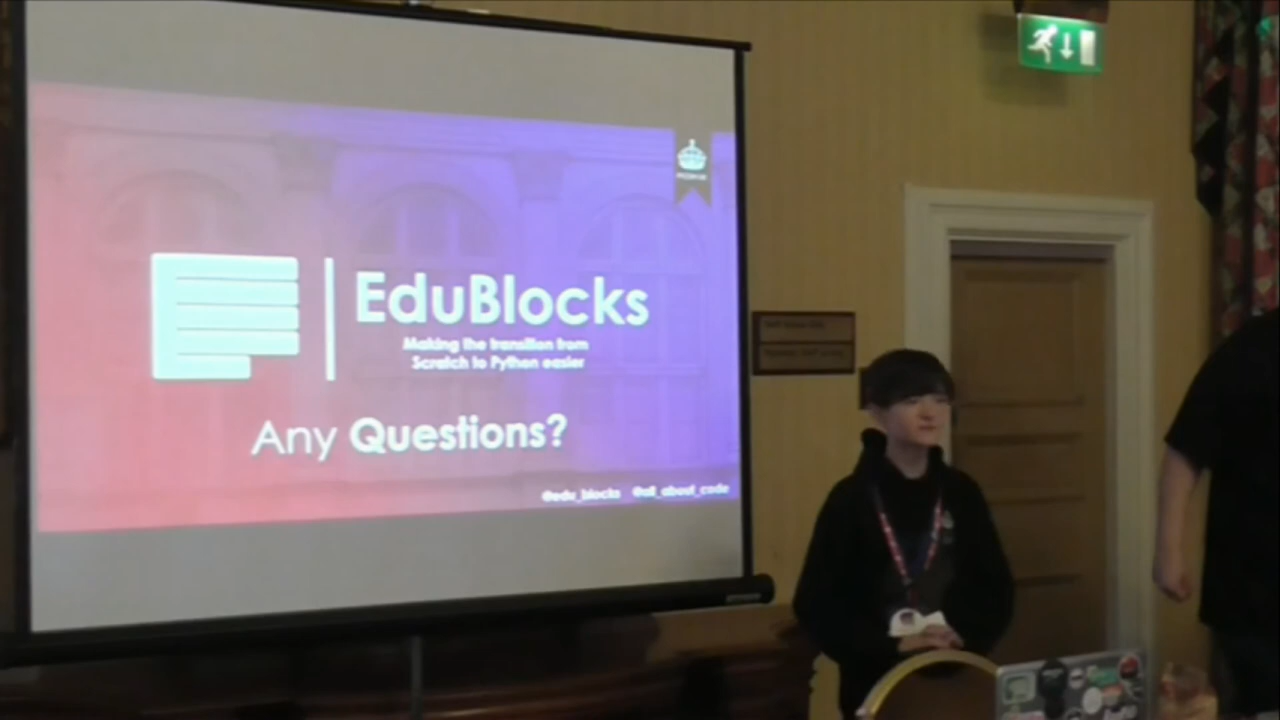 EduBlocks
Making the transition from
Scratch to Python easier
Any Questions?
@edu_blocks @all_about_code